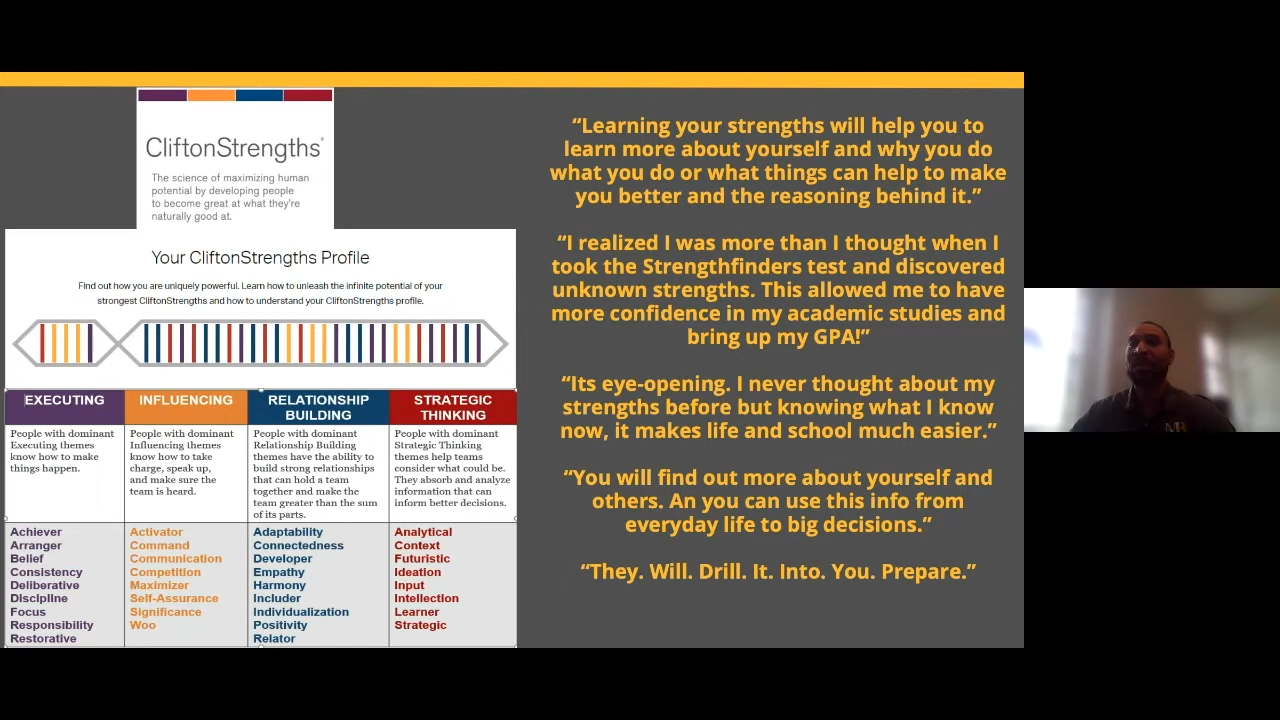 CliftonStrengths®
The science of maximizing human
potential by developing people
to become great at what they're
naturally good at.
Your CliftonStrengths Profile
Find out how you are uniquely powerful. Learn how to unleash the infinite potential of your
strongest CliftonStrengths and how to understand your CliftonStrengths profile.
EXECUTING
People with dominant
Executing themes
know how to make
things happen.
Achiever
Arranger
Belief
Consistency
Deliberative
Discipline
Focus
Responsibility
Restorative
INFLUENCING
People with dominant
Influencing themes
know how to take
charge, speak up,
and make sure the
team is heard.
Activator
Command
Communication
Competition
Maximizer
Self-Assurance
Significance
Woo
RELATIONSHIP
BUILDING
People with dominant
Relationship Building
themes have the ability to
build strong relationships
that can hold a team
together and make the
team greater than the sum
of its parts.
Adaptability
Connectedness
Developer
Empathy
Harmony
Includer
Individualization
Positivity
Relator
STRATEGIC
THINKING
People with dominant
Strategic Thinking
themes help teams
consider what could be.
They absorb and analyze
information that can
inform better decisions.
Analytical
Context
Futuristic
Ideation
Input
Intellection
Learner
Strategic
“Learning your strengths will help you to
learn more about yourself and why you do
what you do or what things can help to make
you better and the reasoning behind it.”
“I realized I was more than I thought when I
took the Strengthfinders test and discovered
unknown strengths. This allowed me to have
more confidence in my academic studies and
bring up my GPA!”
“Its eye-opening. I never thought about my
strengths before but knowing what I know
now, it makes life and school much easier.”
“You will find out more about yourself and
others. An you can use this info from
everyday life to big decisions.”
“They. Will. Drill. It. Into. You. Prepare.”